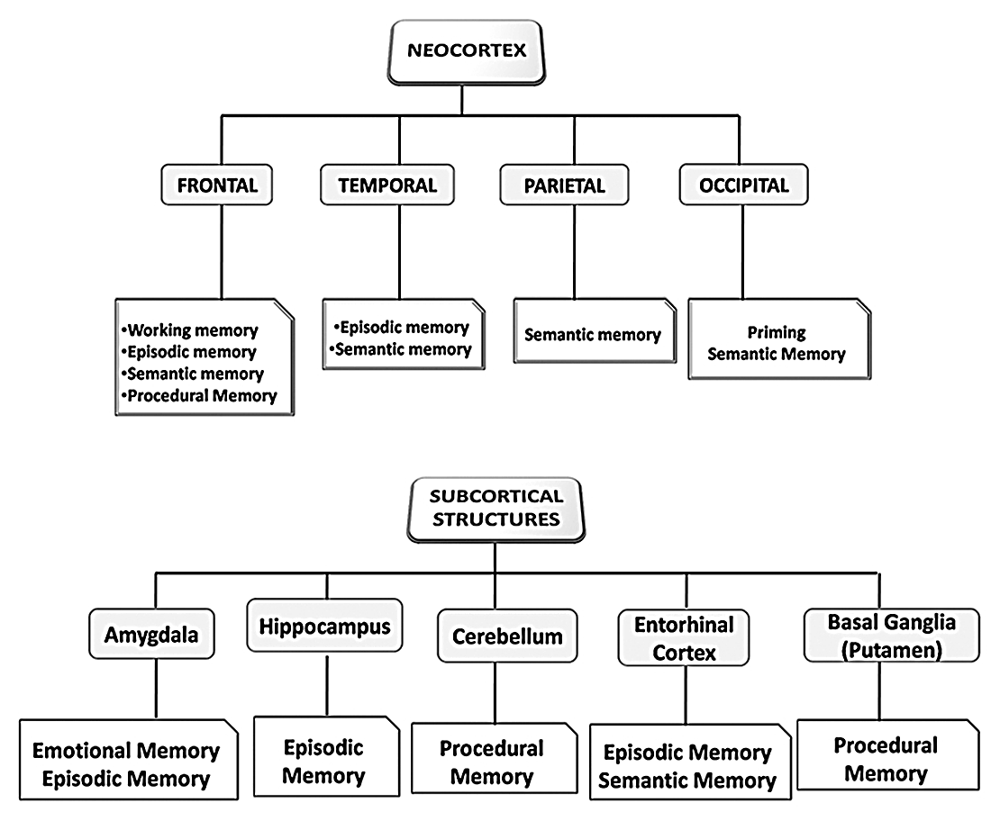 NEOCORTEX
FRONTAL
TEMPORAL
PARIETAL
OCCIPITAL
•Working memory
•Episodic memory
•Semantic memory
•Procedural Memory
•Episodic memory
•Semantic memory
Semantic memory
Priming
Semantic Memory
SUBCORTICAL
STRUCTURES
Amygdala
Hippocampus
Cerebellum
Entorhinal
Cortex
Basal Ganglia
(Putamen)
Emotional Memory
Episodic Memory
Episodic
Memory
Procedural
Memory
Episodic Memory
Semantic Memory
Procedural
Memory